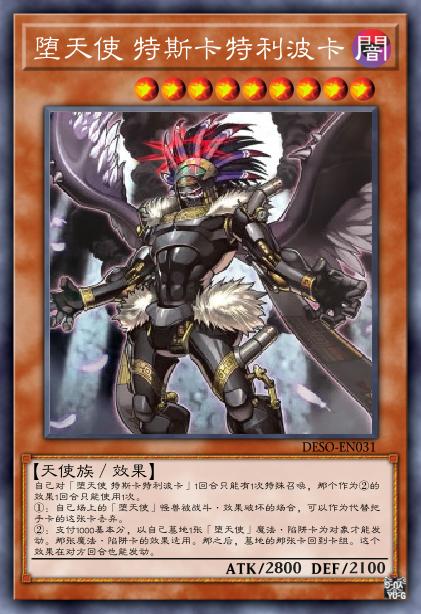 堕天使 特斯卡特利波卡 闇
DESO-EN031
【天使族／效果】
自己对「堕天使 特斯卡特利波卡」1回合只能有1次特殊召唤，那个作为②的
效果1回合只能使用1次。
①：自己场上的「堕天使」怪兽被战斗·效果破坏的场合，可以作为代替把
手卡的这张卡丢弃。
②：支付1000基本分，以自己墓地1张「堕天使」魔法·陷阱卡为对象才能发
动。那张魔法·陷阱卡的效果适用。那之后，墓地的那张卡回到卡组。这个
效果在对方回合也能发动。
ATK/2800 DEF/2100